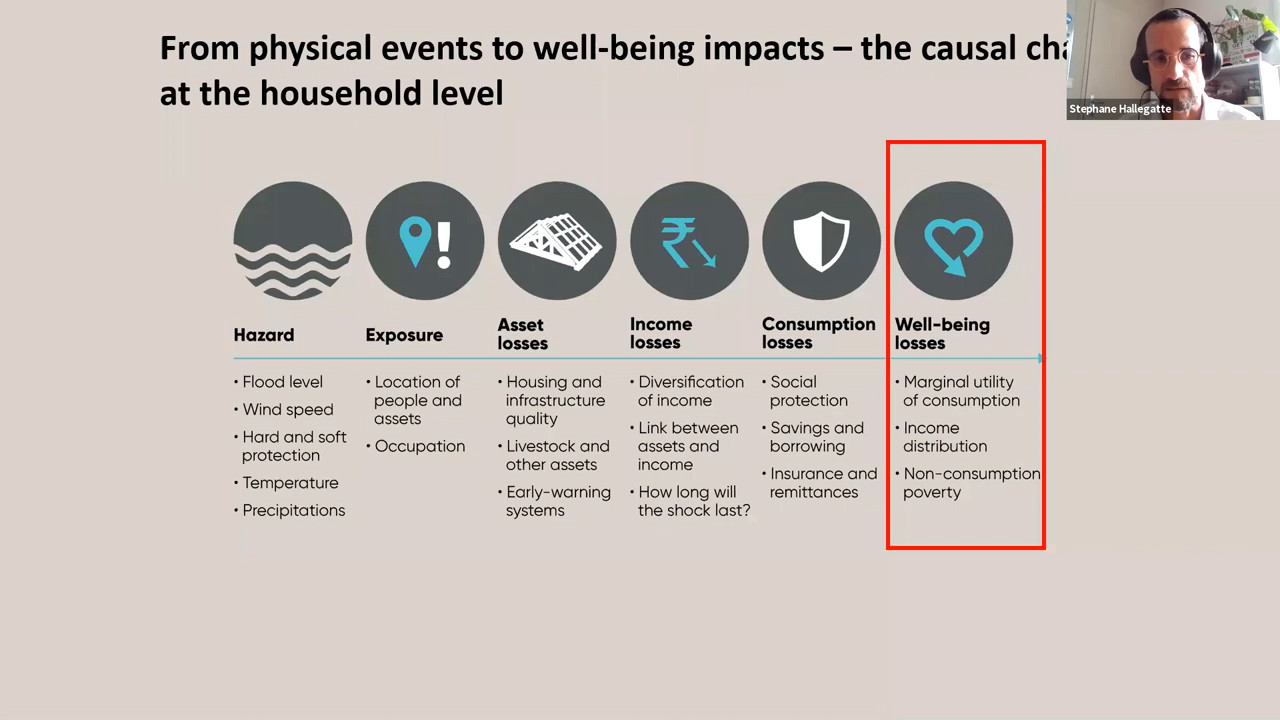 From physical events to well-being impacts – the causal
at the household level
Stephane Hallegatte
Hazard
• Flood level
• Wind speed
• Hard and soft
protection
• Temperature
• Precipitations
Exposure
• Location of
people and
assets
• Occupation
Asset
losses
• Housing and
infrastructure
quality
• Livestock and
other assets
• Early-warning
systems
Income
losses
• Diversification
of income
• Link between
assets and
income
• How long will
the shock last?
Consumption
losses
• Social
protection
• Savings and
borrowing
• Insurance and
remittances
Well-being
losses
• Marginal utility
of consumption
• Income
distribution
• Non-consumption
poverty